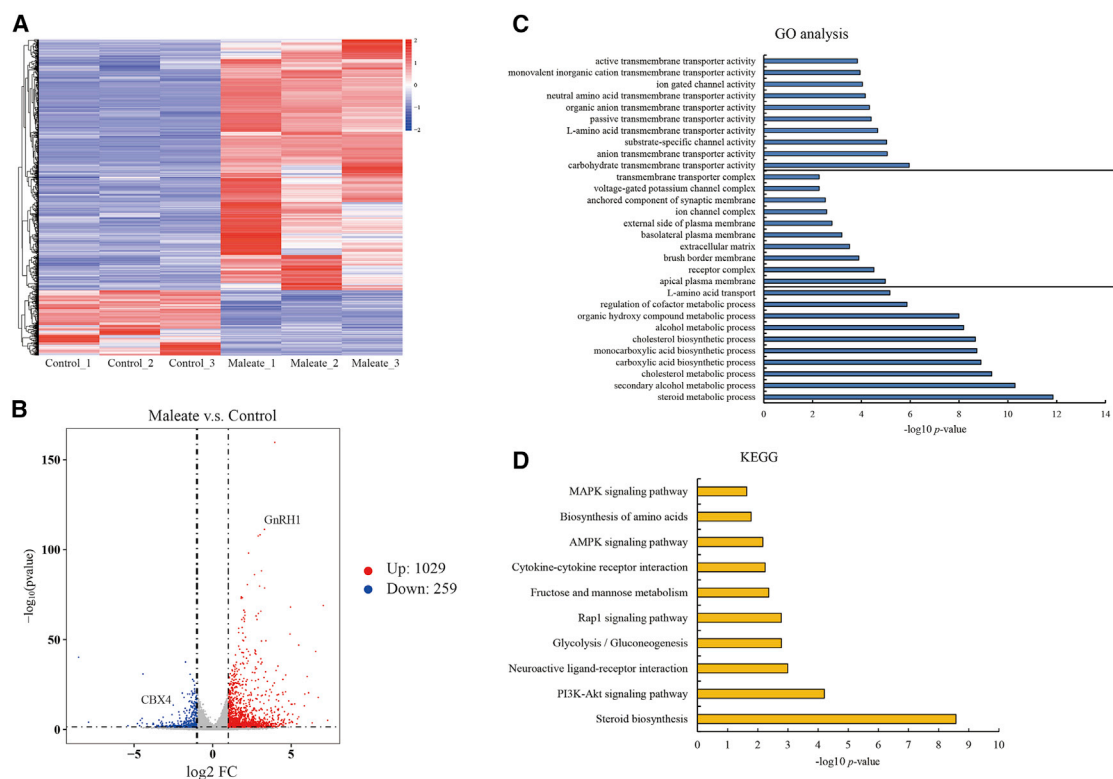 A
2
1
0
−1
−2
Control_1 Control_2 Control_3 Maleate_1 Maleate_2 Maleate_3
B
Maleate v.s. Control
−log10(pvalue)
150
100
50
0
GnRH1
CBX4
−5 0 5
log2 FC
Up: 1029
Down: 259
C
GO analysis
active transmembrane transporter activity
monovalent inorganic cation transmembrane transporter activity
ion gated channel activity
neutral amino acid transmembrane transporter activity
organic anion transmembrane transporter activity
passive transmembrane transporter activity
L-amino acid transmembrane transporter activity
substrate-specific channel activity
anion transmembrane transporter activity
carbohydrate transmembrane transporter activity
transmembrane transporter complex
voltage-gated potassium channel complex
anchored component of synaptic membrane
ion channel complex
external side of plasma membrane
basolateral plasma membrane
extracellular matrix
brush border membrane
receptor complex
apical plasma membrane
L-amino acid transport
regulation of cofactor metabolic process
organic hydroxy compound metabolic process
alcohol metabolic process
cholesterol biosynthetic process
monocarboxylic acid biosynthetic process
carboxylic acid biosynthetic process
cholesterol metabolic process
secondary alcohol metabolic process
steroid metabolic process
0 2 4 6 8 10 12 14
-log10 p-value
D
KEGG
MAPK signaling pathway
Biosynthesis of amino acids
AMPK signaling pathway
Cytokine-cytokine receptor interaction
Fructose and mannose metabolism
Rap1 signaling pathway
Glycolysis / Gluconeogenesis
Neuroactive ligand-receptor interaction
PI3K-Akt signaling pathway
Steroid biosynthesis
0 1 2 3 4 5 6 7 8 9 10
-log10 p-value